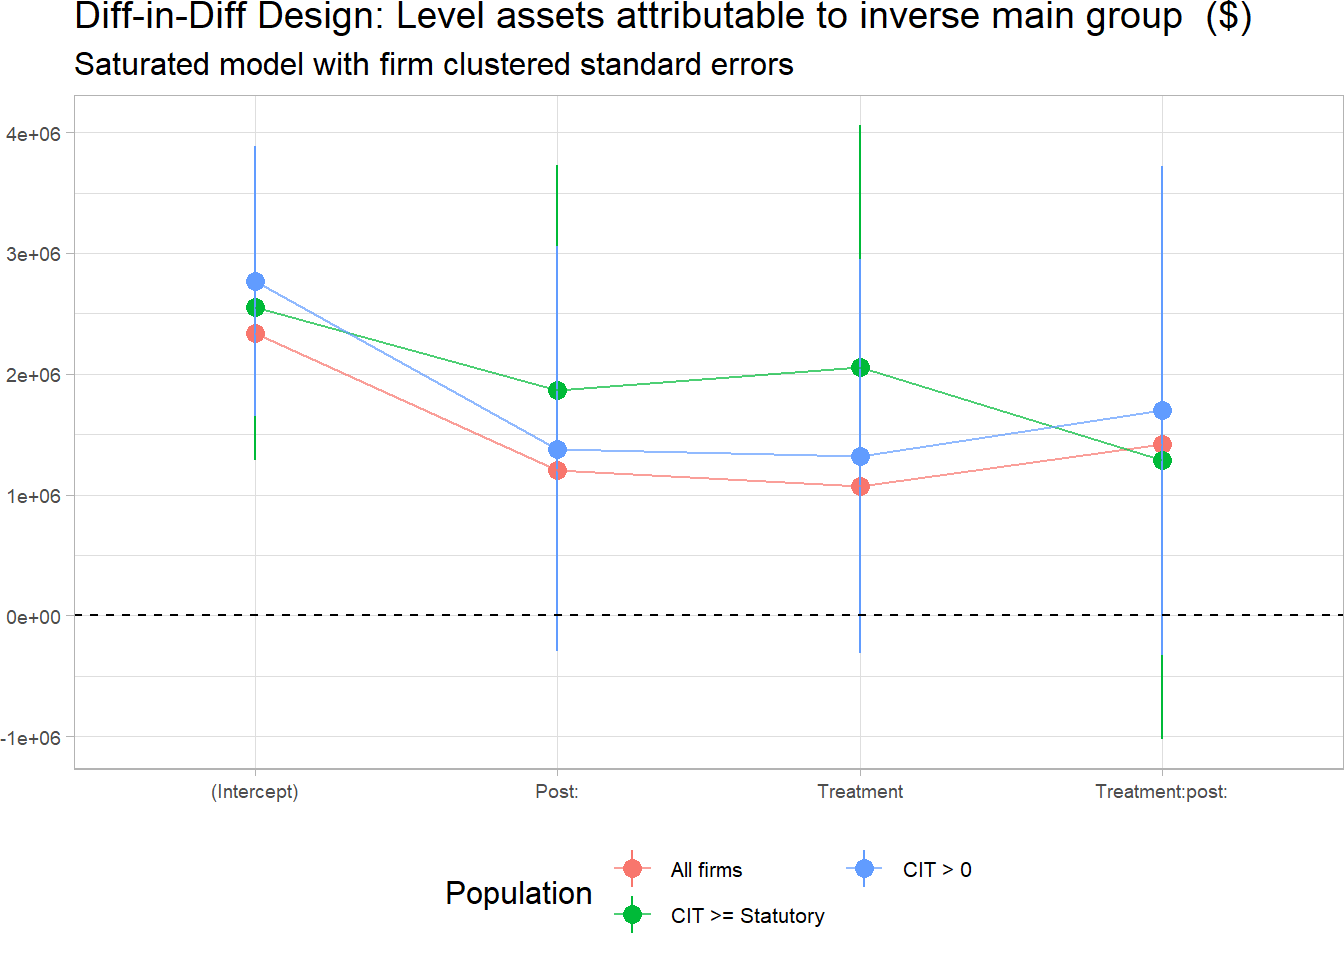 Diff-in-Diff Design: Level assets attributable to inverse main group  ($)
Saturated model with firm clustered standard errors
4e+06
3e+06
2e+06
1e+06
0e+00
-1e+06
(Intercept)
Post:
Treatment
Treatment:post:
Population
All firms
CIT > 0
CIT >= Statutory